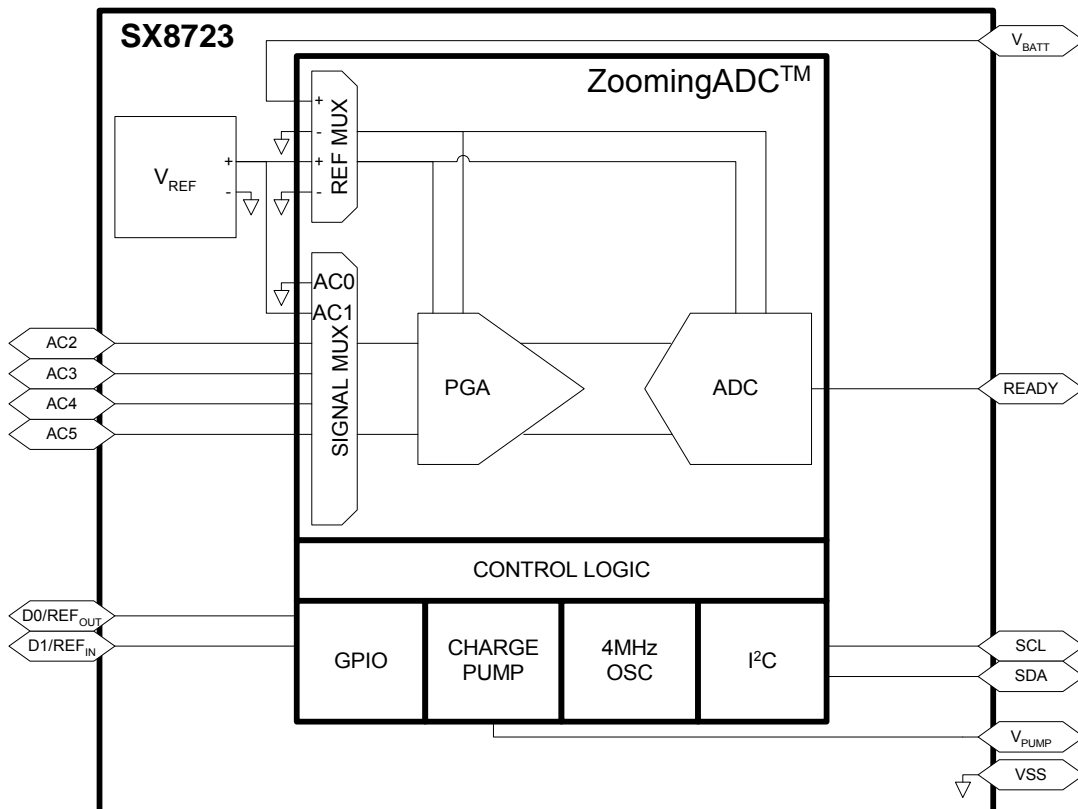 SX8723
V_BATT
ZoomingADC™
+
-
+
-
REF MUX
V_REF
+
-
AC0
AC1
SIGNAL MUX
AC2
AC3
AC4
AC5
PGA
ADC
READY
CONTROL LOGIC
D0/REF_OUT
D1/REF_IN
GPIO
CHARGE
PUMP
4MHz
OSC
I²C
SCL
SDA
V_PUMP
VSS